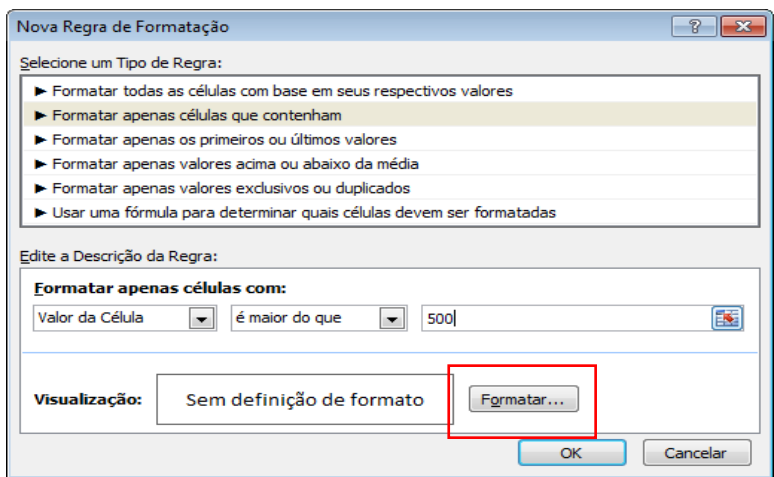 Nova Regra de Formatação
Selecione um Tipo de Regra:
► Formatar todas as células com base em seus respectivos valores
► Formatar apenas células que contenham
► Formatar apenas os primeiros ou últimos valores
► Formatar apenas valores acima ou abaixo da média
► Formatar apenas valores exclusivos ou duplicados
► Usar uma fórmula para determinar quais células devem ser formatadas
Edite a Descrição da Regra:
Formatar apenas células com:
Valor da Célula é maior do que 500
Visualização: Sem definição de formato Formatar...
OK Cancelar